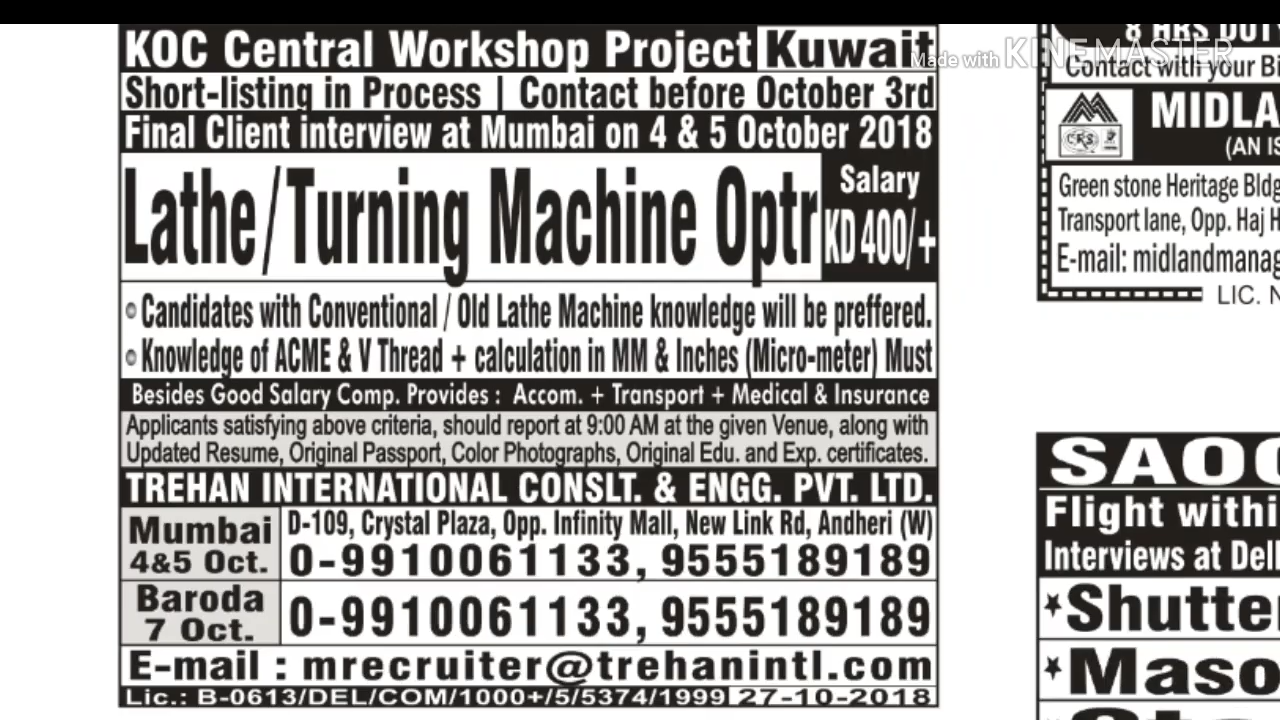 KOC Central Workshop Project Kuwait
Short-listing in Process | Contact before October 3rd
Final Client interview at Mumbai on 4 & 5 October 2018
Lathe/Turning Machine Optr
Salary
KD 400/+
• Candidates with Conventional / Old Lathe Machine knowledge will be preffered.
• Knowledge of ACME & V Thread + calculation in MM & Inches (Micro-meter) Must
Besides Good Salary Comp. Provides : Accom. + Transport + Medical & Insurance
Applicants satisfying above criteria, should report at 9:00 AM at the given Venue, along with
Updated Resume, Original Passport, Color Photographs, Original Edu. and Exp. certificates.
TREHAN INTERNATIONAL CONSLT. & ENGG. PVT. LTD.
Mumbai
4&5 Oct.
D-109, Crystal Plaza, Opp. Infinity Mall, New Link Rd, Andheri (W)
0-9910061133, 9555189189
Baroda
7 Oct.
0-9910061133, 9555189189
E-mail : mrecruiter@trehanintl.com
Lic.: B-0613/DEL/COM/1000+/5/5374/1999 27-10-2018
Made with KINEMASTER
8 HRS DUTY
Contact with your Bi
CRS
MIDLA
(AN IS
Green stone Heritage Bldg
Transport lane, Opp. Haj H
E-mail: midlandmanag
LIC. N
SAOC
Flight withi
Interviews at Del
★Shutter
★Maso